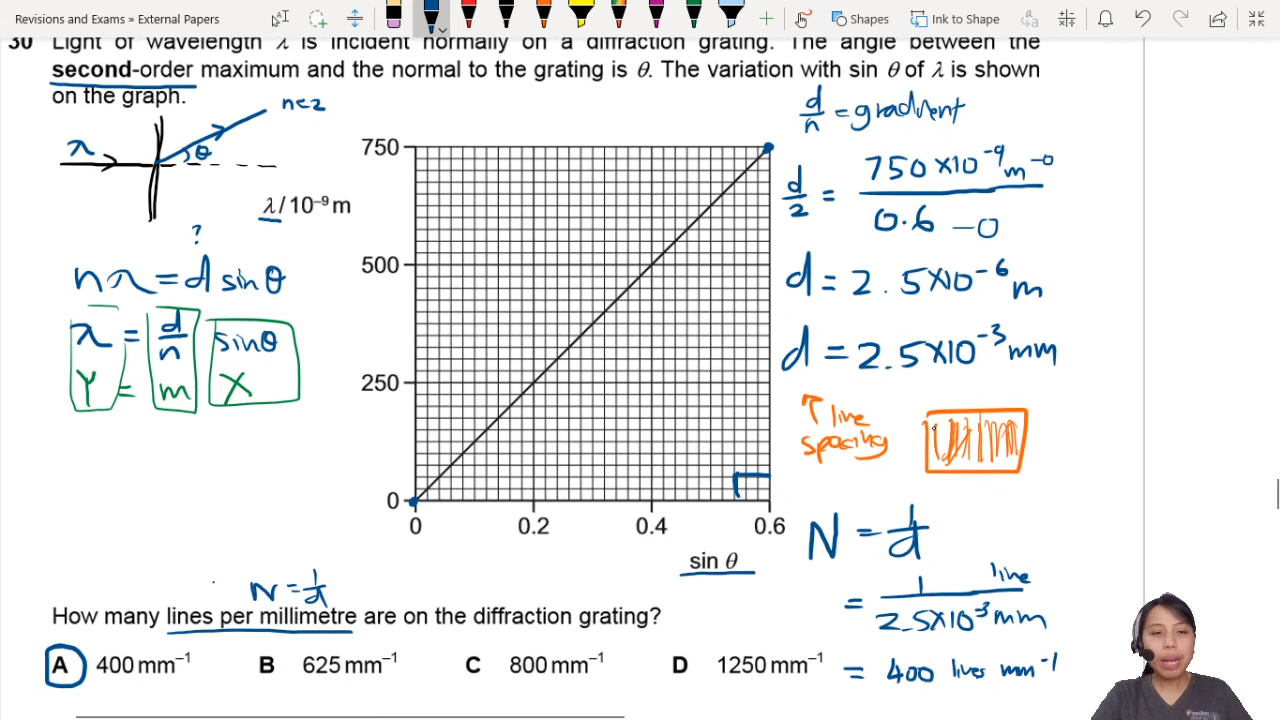 Revisions and Exams » External Papers
Shapes
Ink to Shape
30 Light of wavelength λ is incident normally on a diffraction grating. The angle between the
second-order maximum and the normal to the grating is θ. The variation with sin θ of λ is shown
on the graph.
n=2
λ
θ
λ / 10⁻⁹ m
?
nλ = d sinθ
λ = d/n sinθ
Y = m X
750
500
250
0
0 0.2 0.4 0.6
sin θ
d/n = gradient
d/2 = 750×10⁻⁹ m - 0 / 0.6 - 0
d = 2.5×10⁻⁶ m
d = 2.5×10⁻³ mm
↑ line
spacing
N = 1/d
= 1 line / 2.5×10⁻³ mm
= 400 lines mm⁻¹
N = 1/d
How many lines per millimetre are on the diffraction grating?
A 400 mm⁻¹ B 625 mm⁻¹ C 800 mm⁻¹ D 1250 mm⁻¹